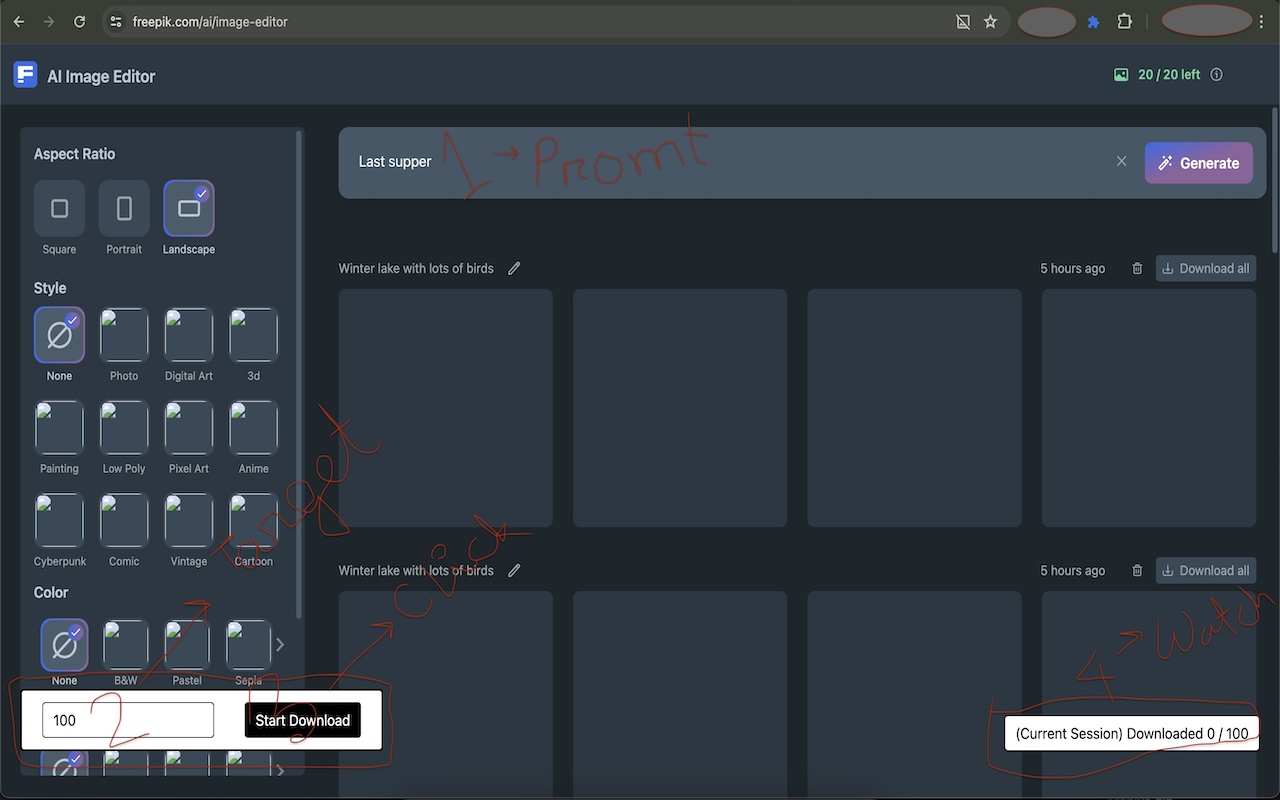 freepik.com/ai/image-editor
AI Image Editor
20 / 20 left
Aspect Ratio
Square Portrait Landscape
Style
None Photo Digital Art 3d
Painting Low Poly Pixel Art Anime
Cyberpunk Comic Vintage Cartoon
Color
None B&W Pastel Sepia
100 Start Download
2 → Target
3 → Click
Last supper
1 → Promt
Generate
Winter lake with lots of birds
5 hours ago Download all
Winter lake with lots of birds
5 hours ago Download all
4 → Watch
(Current Session) Downloaded 0 / 100